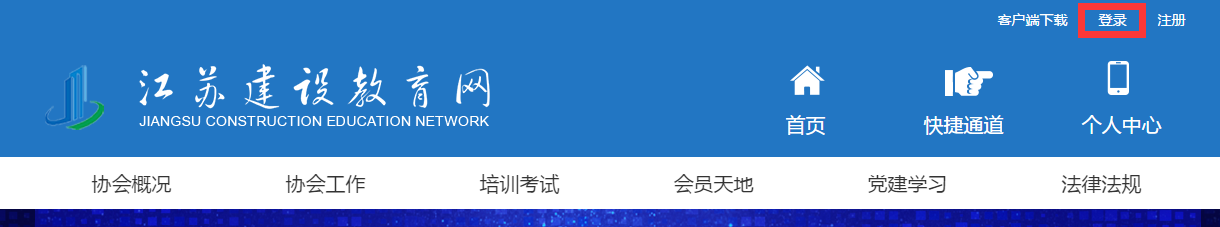 客户端下载 登录 注册
江苏建设教育网
JIANGSU CONSTRUCTION EDUCATION NETWORK
首页 快捷通道 个人中心
协会概况 协会工作 培训考试 会员天地 党建学习 法律法规